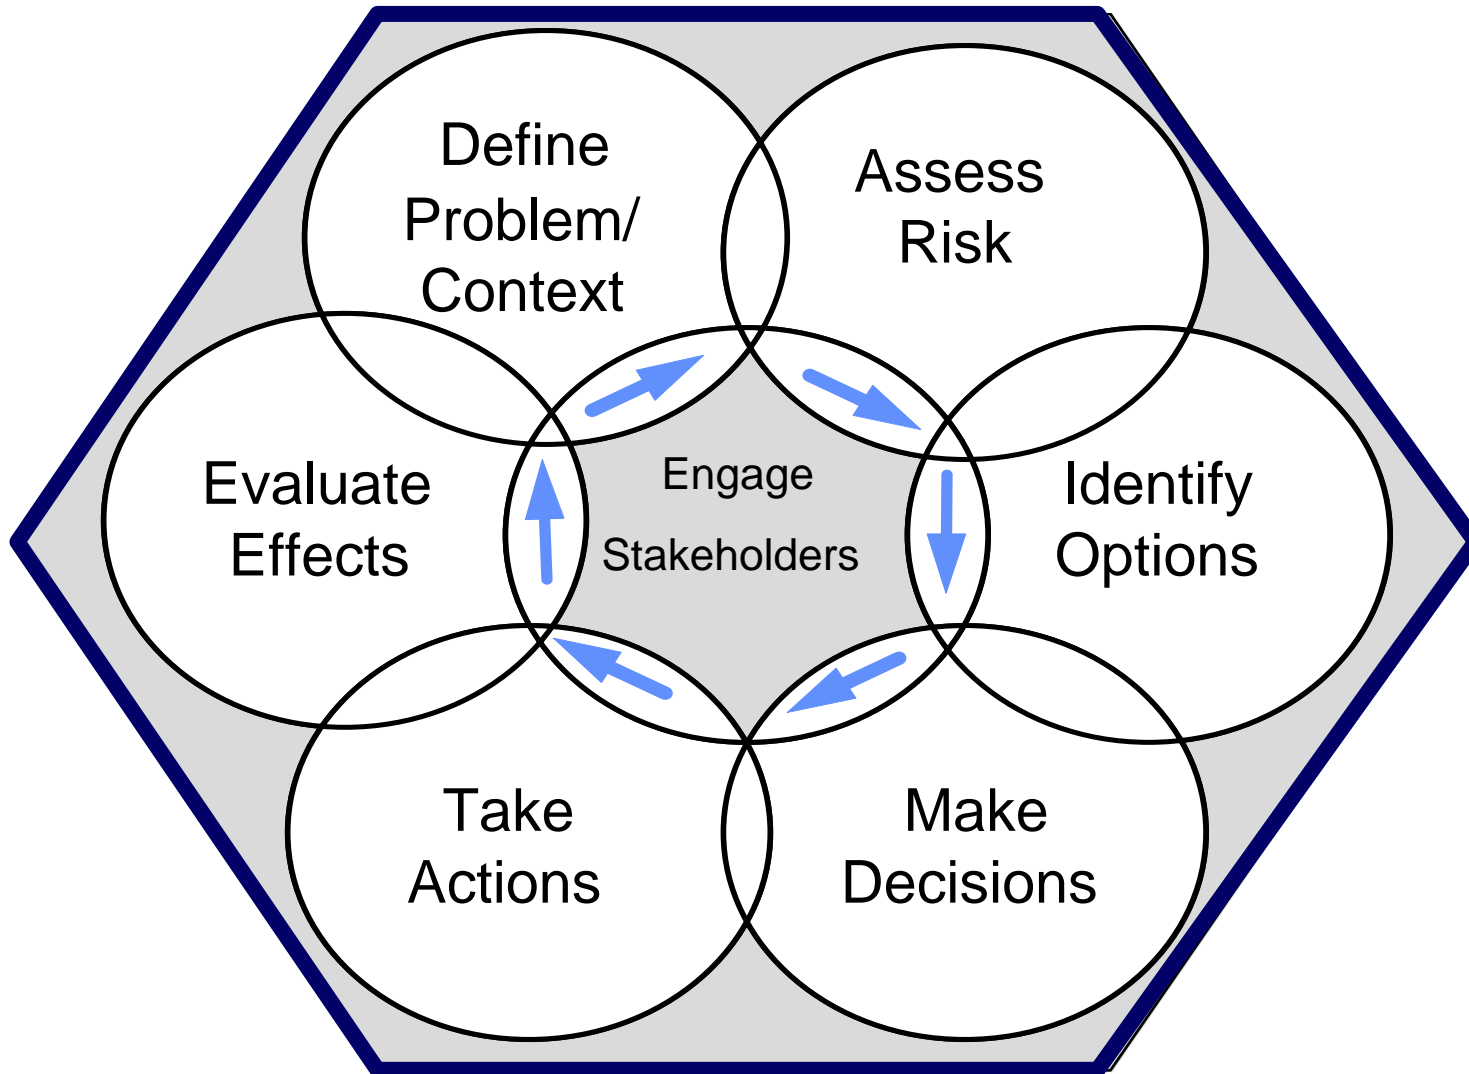 Define
Problem/
Context
Assess
Risk
Evaluate
Effects
Engage
Stakeholders
Identify
Options
Take
Actions
Make
Decisions